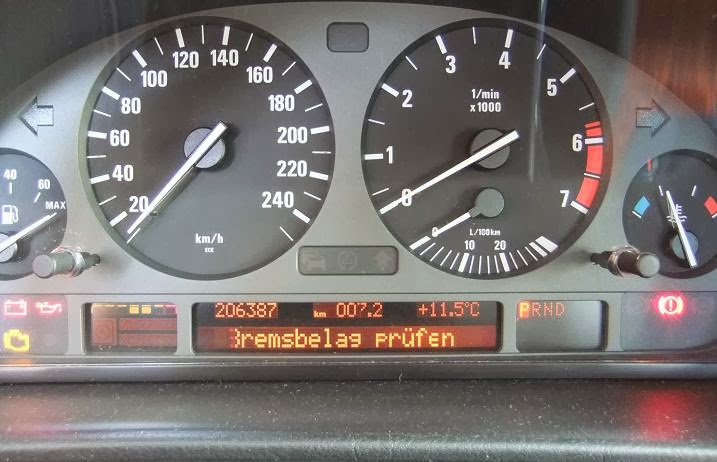 120 140
100 160
80 180
60 200
40 220
20 240
km/h
ECE
3 4
2 5
1/min
x1000
1 6
0 7
0
L/100km
10 20
40 60
MAX
206387 km 007.2 +11.5°C PRND
Bremsbelag prüfen